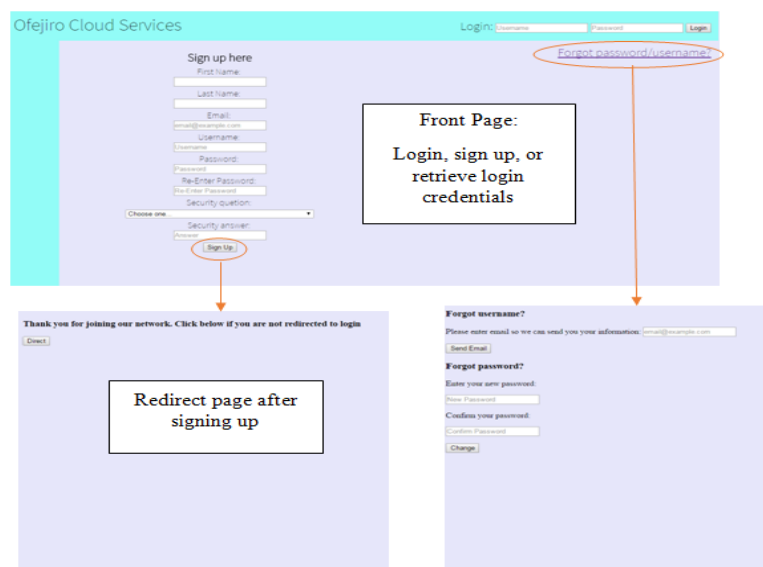 Ofejiro Cloud Services
Login: Username Password Login
Forgot password/username?
Sign up here
First Name:
Last Name:
Email:
email@example.com
Username:
Username
Password:
Password
Re-Enter Password:
Re-Enter Password
Security quetion:
Choose one...
Security answer:
Answer
Sign Up
Front Page:
Login, sign up, or
retrieve login
credentials
Thank you for joining our network. Click below if you are not redirected to login
Direct
Redirect page after
signing up
Forgot username?
Please enter email so we can send you your information: email@example.com
Send Email
Forgot password?
Enter your new password:
New Password
Confirm your password:
Confirm Password
Change